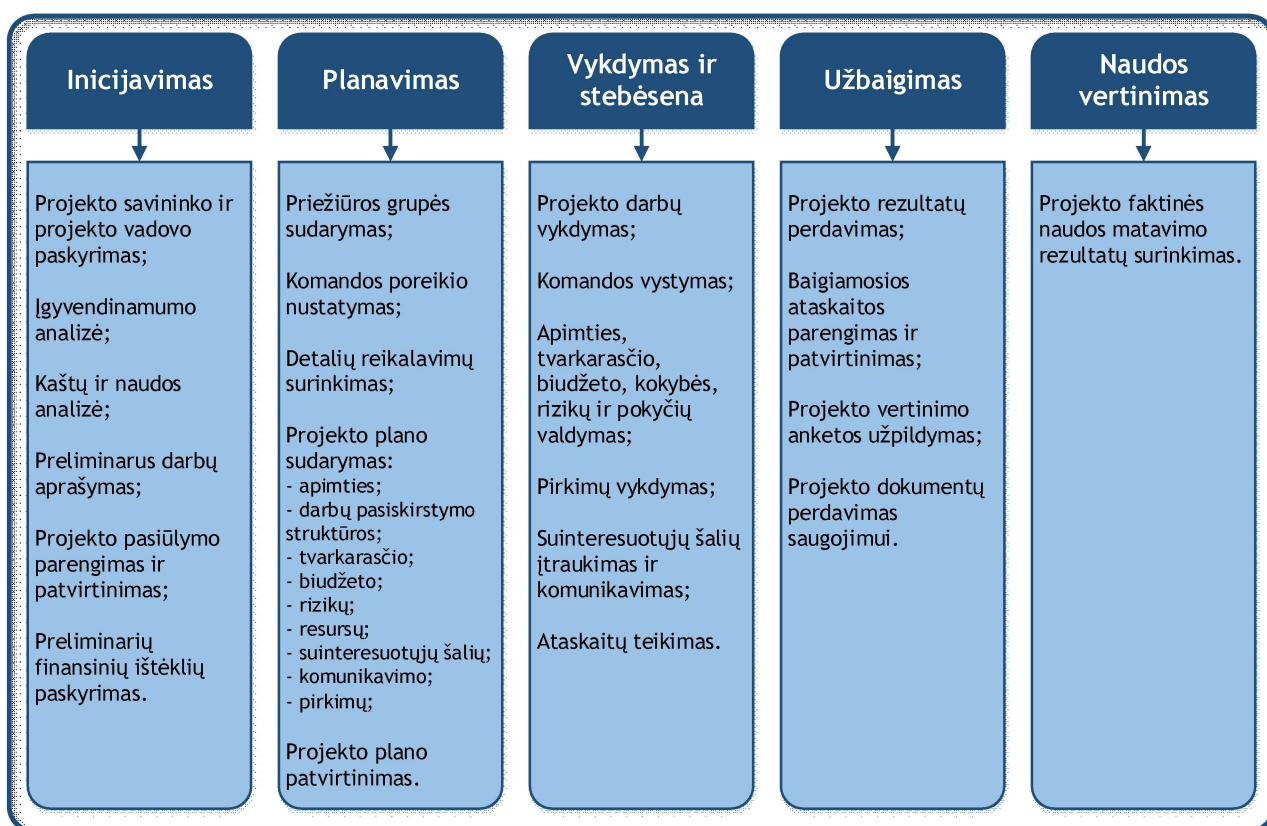 Inicijavimas
Projekto savininko ir
projekto vadovo
paskyrimas;
Įgyvendinamumo
analizė;
Kaštų ir naudos
analizė;
Preliminarus darbų
aprašymas;
Projekto pasiūlymo
parengimas ir
patvirtinimas;
Preliminarių
finansinių ištėklių
paskyrimas.
Planavimas
Priežiūros grupės
sudarymas;
Komandos poreikio
nustatymas;
Detalių reikalavimų
surinkimas;
Projekto plano
sudarymas:
- apimties;
- darbų pasiskirstymo
struktūros;
- tvarkarasčio;
- biudžeto;
- rizikų;
- resursų;
- suinteresuotųjų šalių;
- komunikavimo;
- pirkimų;
Projekto plano
patvirtinimas.
Vykdymas ir
stebėsena
Projekto darbų
vykdymas;
Komandos vystymas;
Apimties,
tvarkarasčio,
biudžeto, kokybės,
rizikų ir pokyčių
valdymas;
Pirkimų vykdymas;
Suinteresuotųjų šalių
įtraukimas ir
komunikavimas;
Ataskaitų teikimas.
Užbaigimas
Projekto rezultatų
perdavimas;
Baigiamosios
ataskaitos
parengimas ir
patvirtinimas;
Projekto vertinimo
anketos užpildymas;
Projekto dokumentų
perdavimas
saugojimui.
Naudos
vertinimas
Projekto faktinės
naudos matavimo
rezultatų surinkimas.